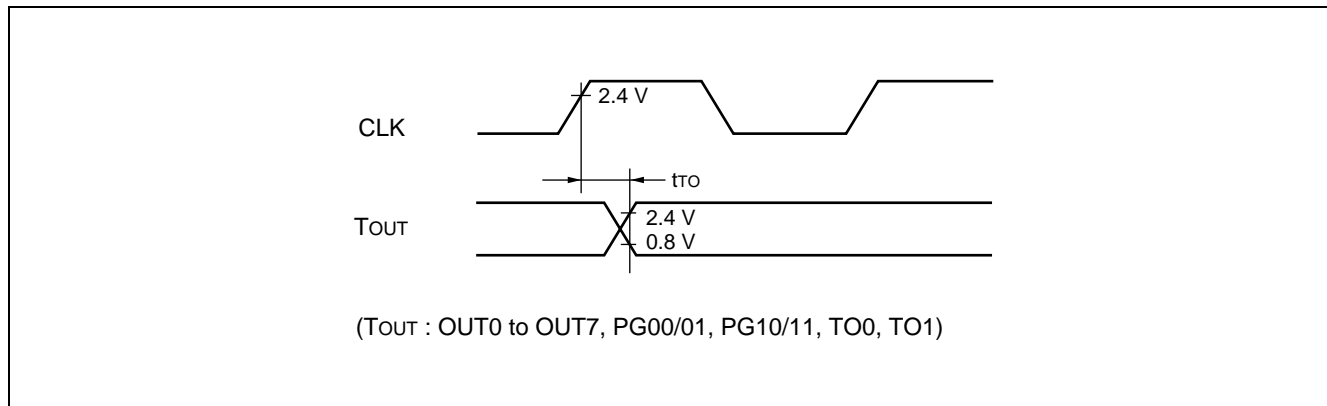 CLK
2.4 V
tTO
TOUT
2.4 V
0.8 V
(TOUT : OUT0 to OUT7, PG00/01, PG10/11, TO0, TO1)